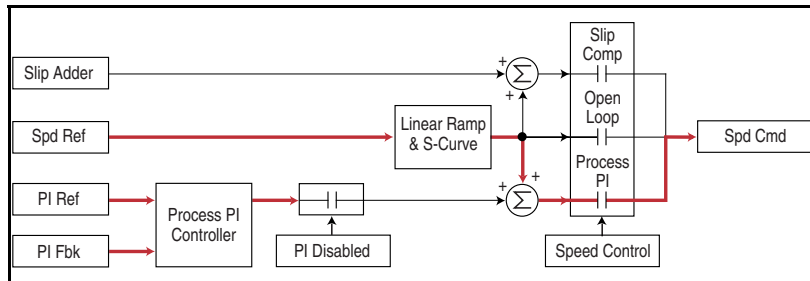 Slip Adder
+
Σ
+
Slip
Comp
Spd Ref
Linear Ramp
& S-Curve
Open
Loop
Spd Cmd
PI Ref
PI Fbk
Process PI
Controller
PI Disabled
+
+
Σ
Process
PI
Speed Control